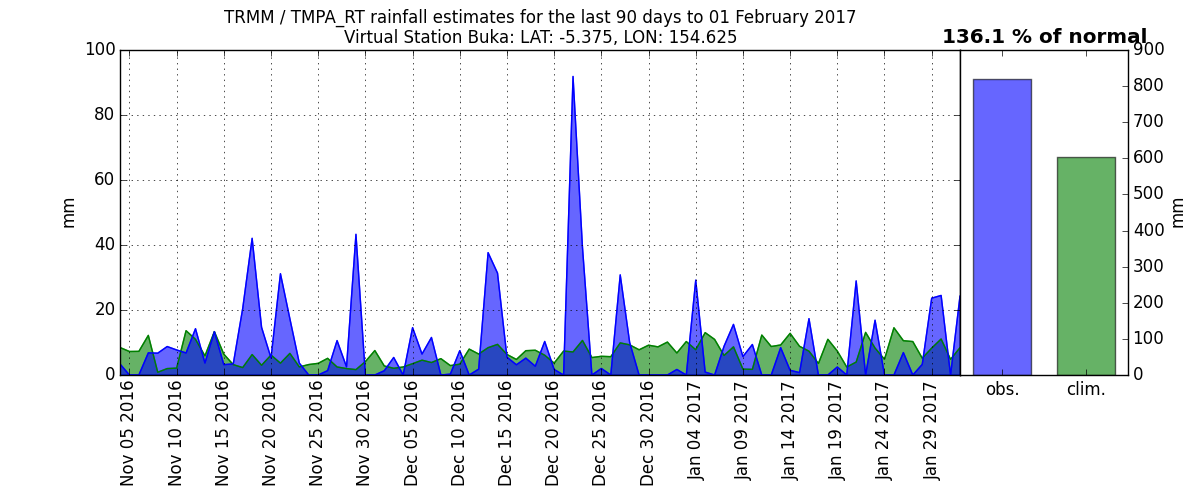 TRMM / TMPA_RT rainfall estimates for the last 90 days to 01 February 2017
Virtual Station Buka: LAT: -5.375, LON: 154.625
136.1 % of normal
100
80
60
40
20
0
mm
900
800
700
600
500
400
300
200
100
0
mm
Nov 05 2016
Nov 10 2016
Nov 15 2016
Nov 20 2016
Nov 25 2016
Nov 30 2016
Dec 05 2016
Dec 10 2016
Dec 15 2016
Dec 20 2016
Dec 25 2016
Dec 30 2016
Jan 04 2017
Jan 09 2017
Jan 14 2017
Jan 19 2017
Jan 24 2017
Jan 29 2017
obs.
clim.